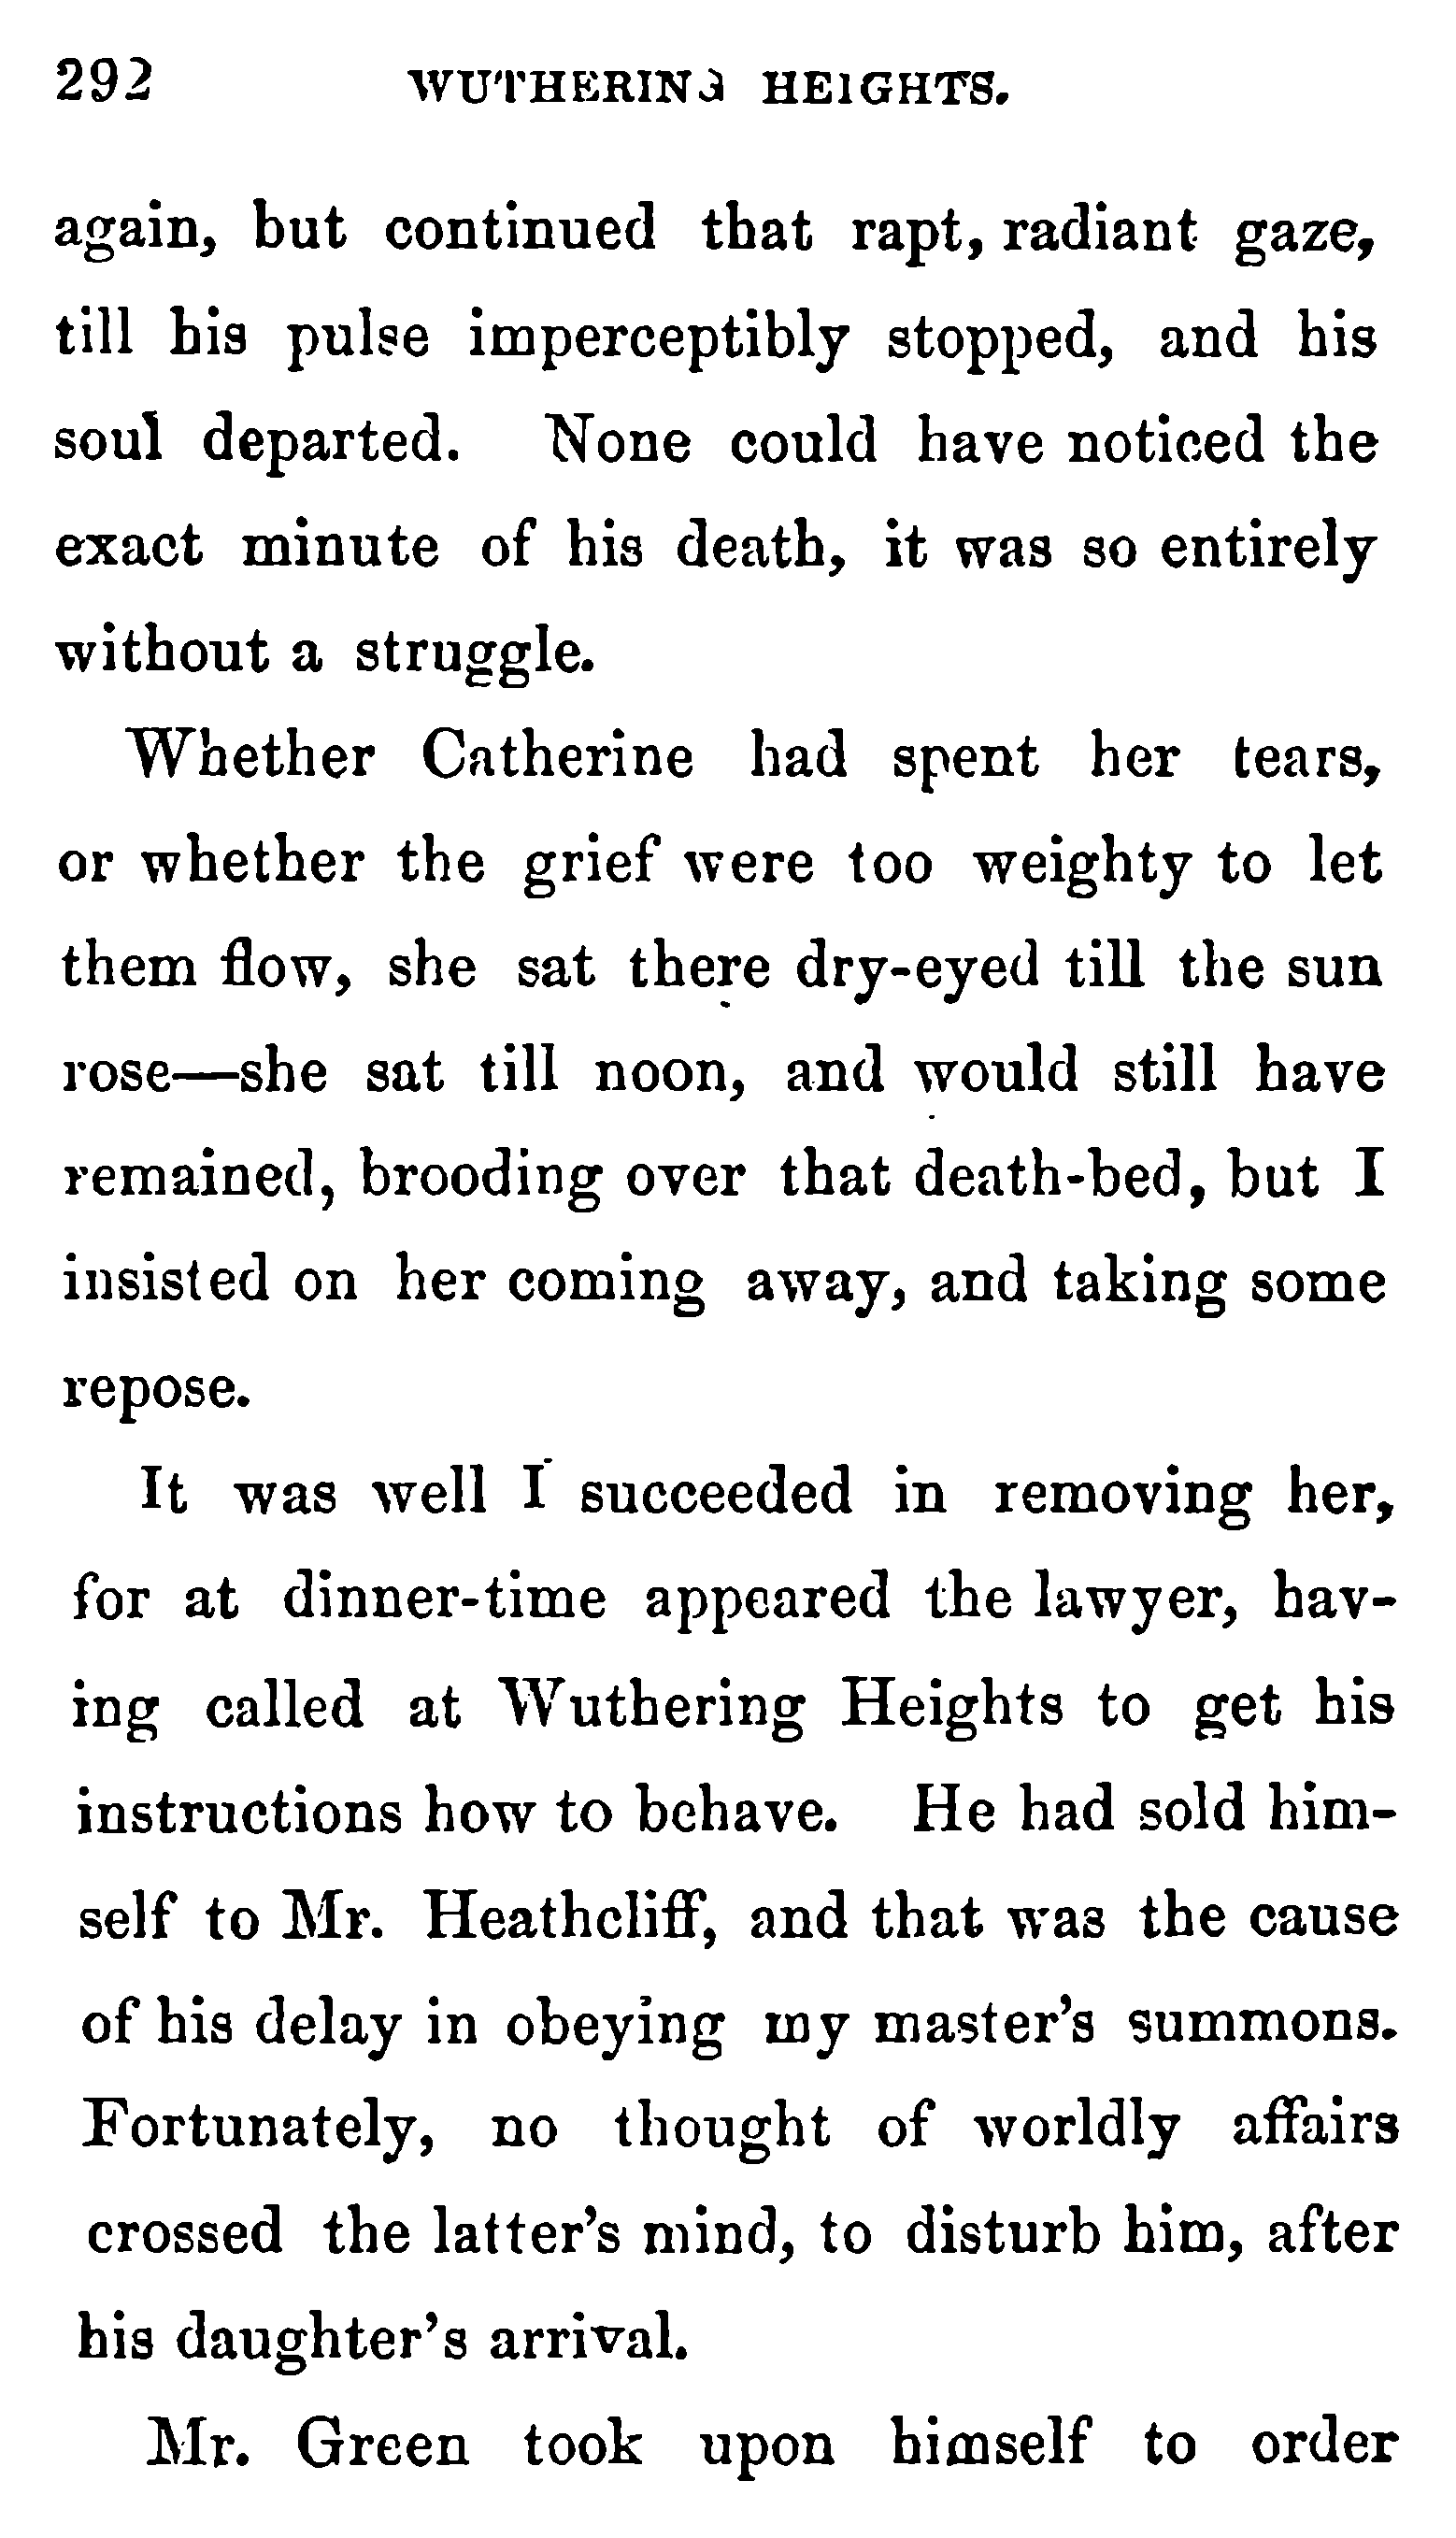 292 WUTHERING HEIGHTS.
again, but continued that rapt, radiant gaze,
till his pulse imperceptibly stopped, and his
soul departed. None could have noticed the
exact minute of his death, it was so entirely
without a struggle.
Whether Catherine had spent her tears,
or whether the grief were too weighty to let
them flow, she sat there dry-eyed till the sun
rose—she sat till noon, and would still have
remained, brooding over that death-bed, but I
insisted on her coming away, and taking some
repose.
It was well I succeeded in removing her,
for at dinner-time appeared the lawyer, hav-
ing called at Wuthering Heights to get his
instructions how to behave. He had sold him-
self to Mr. Heathcliff, and that was the cause
of his delay in obeying my master's summons.
Fortunately, no thought of worldly affairs
crossed the latter's mind, to disturb him, after
his daughter's arrival.
Mr. Green took upon himself to order